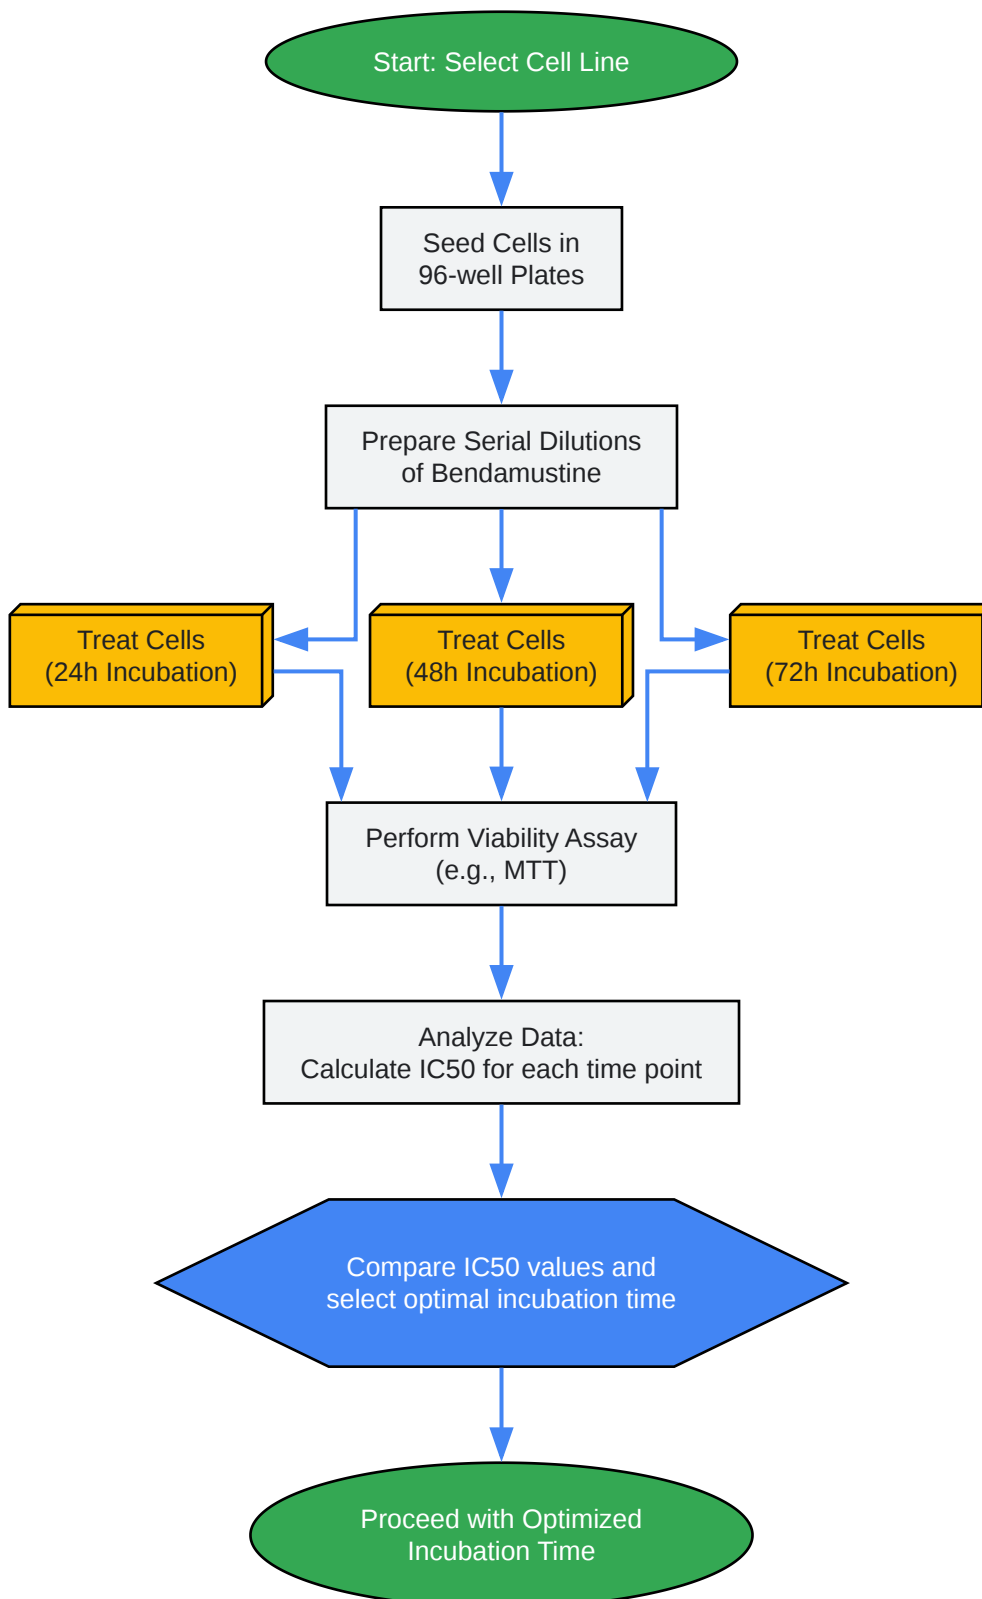 Start: Select Cell Line
Seed Cells in
96-well Plates
Prepare Serial Dilutions
of Bendamustine
Treat Cells
(24h Incubation)
Treat Cells
(48h Incubation)
Treat Cells
(72h Incubation)
Perform Viability Assay
(e.g., MTT)
Analyze Data:
Calculate IC50 for each time point
Compare IC50 values and
select optimal incubation time
Proceed with Optimized
Incubation Time